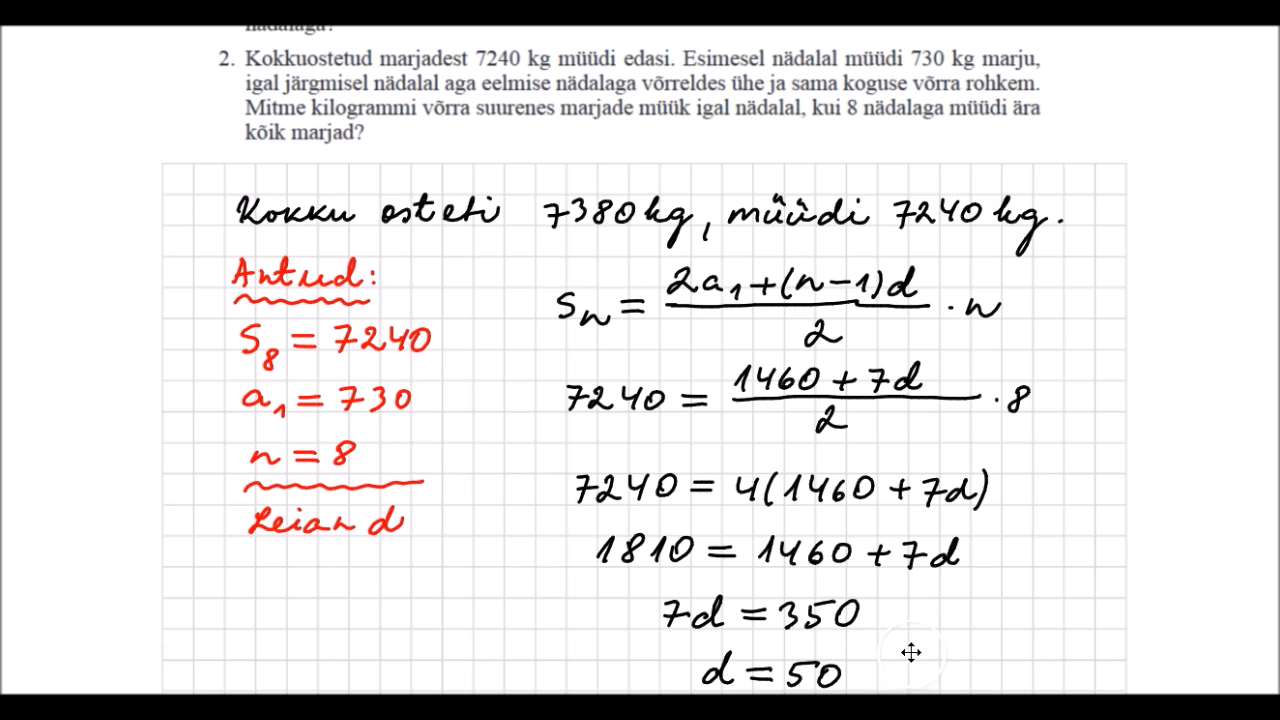 nädalaga?
2. Kokkuostetud marjadest 7240 kg müüdi edasi. Esimesel nädalal müüdi 730 kg marju,
igal järgmisel nädalal aga eelmise nädalaga võrreldes ühe ja sama koguse võrra rohkem.
Mitme kilogrammi võrra suurenes marjade müük igal nädalal, kui 8 nädalaga müüdi ära
kõik marjad?
Kokku osteti 7380 kg, müüdi 7240 kg.
Antud:
S₈ = 7240
a₁ = 730
n = 8
Leian d
Sₙ = (2a₁ + (n − 1)d) / 2 · n
7240 = (1460 + 7d) / 2 · 8
7240 = 4(1460 + 7d)
1810 = 1460 + 7d
7d = 350
d = 50